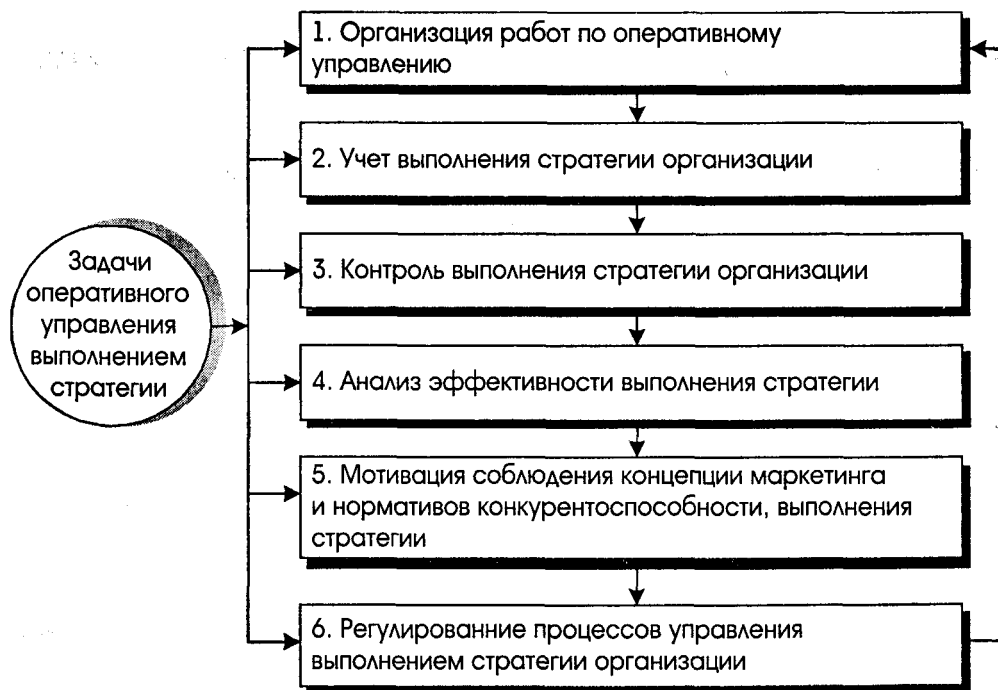 Задачи
оперативного
управления
выполнением
стратегии
1. Организация работ по оперативному
управлению
2. Учет выполнения стратегии организации
3. Контроль выполнения стратегии организации
4. Анализ эффективности выполнения стратегии
5. Мотивация соблюдения концепции маркетинга
и нормативов конкурентоспособности, выполнения
стратегии
6. Регулированние процессов управления
выполнением стратегии организации